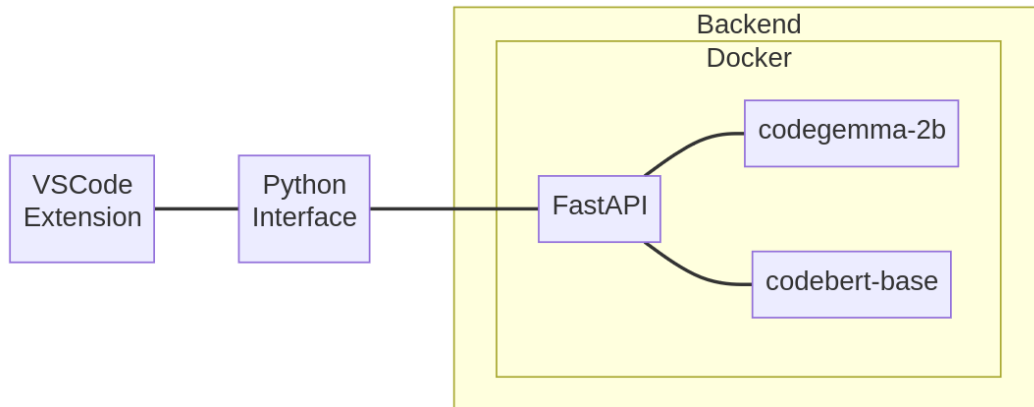 Backend
Docker
VSCode
Extension
Python
Interface
FastAPI
codegemma-2b
codebert-base